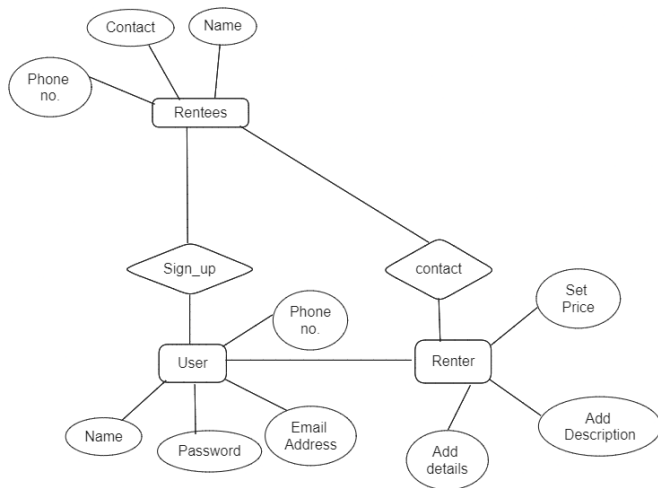 Contact
Name
Phone
no.
Rentees
Sign_up
contact
Set
Price
Phone
no.
User
Renter
Name
Password
Email
Address
Add
details
Add
Description